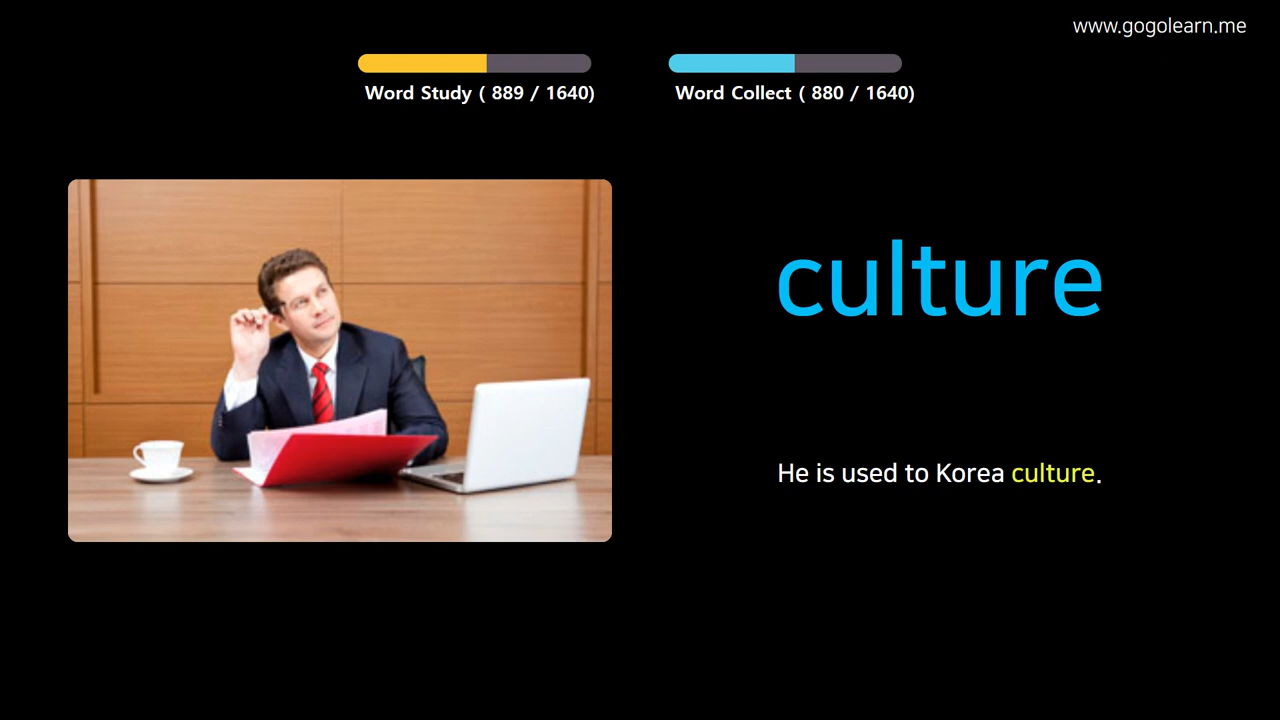 www.gogolearn.me
Word Study ( 889 / 1640)
Word Collect ( 880 / 1640)
culture
He is used to Korea culture.